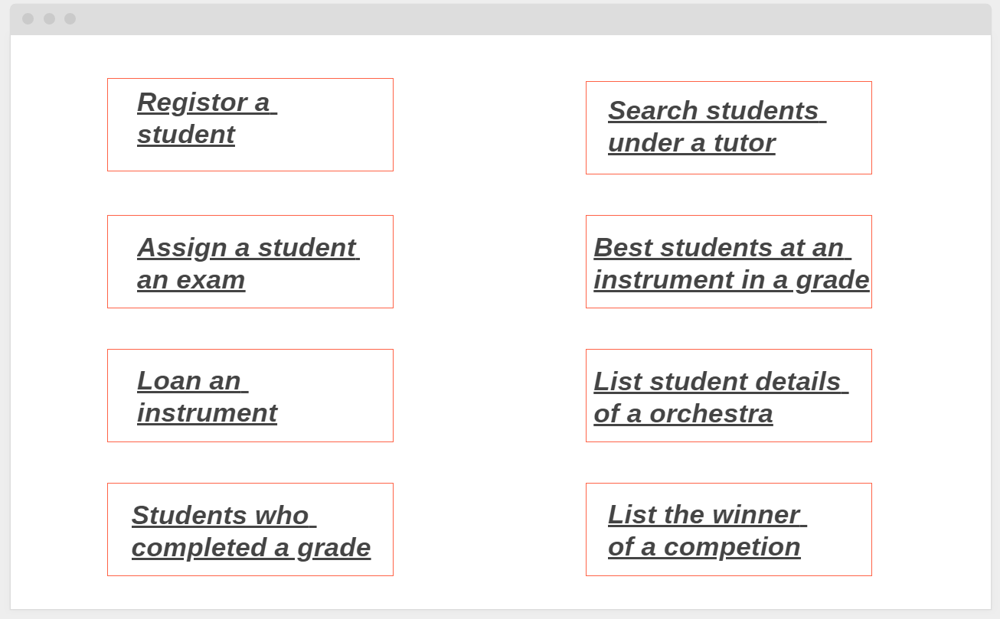 Registor a
student
Search students
under a tutor
Assign a student
an exam
Best students at an
instrument in a grade
Loan an
instrument
List student details
of a orchestra
Students who
completed a grade
List the winner
of a competion